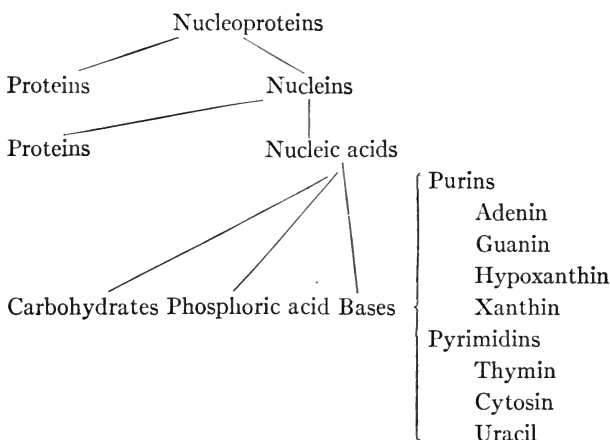 Nucleoproteins
Proteins Nucleins
Proteins Nucleic acids
Carbohydrates Phosphoric acid Bases
Purins
Adenin
Guanin
Hypoxanthin
Xanthin
Pyrimidins
Thymin
Cytosin
Uracil